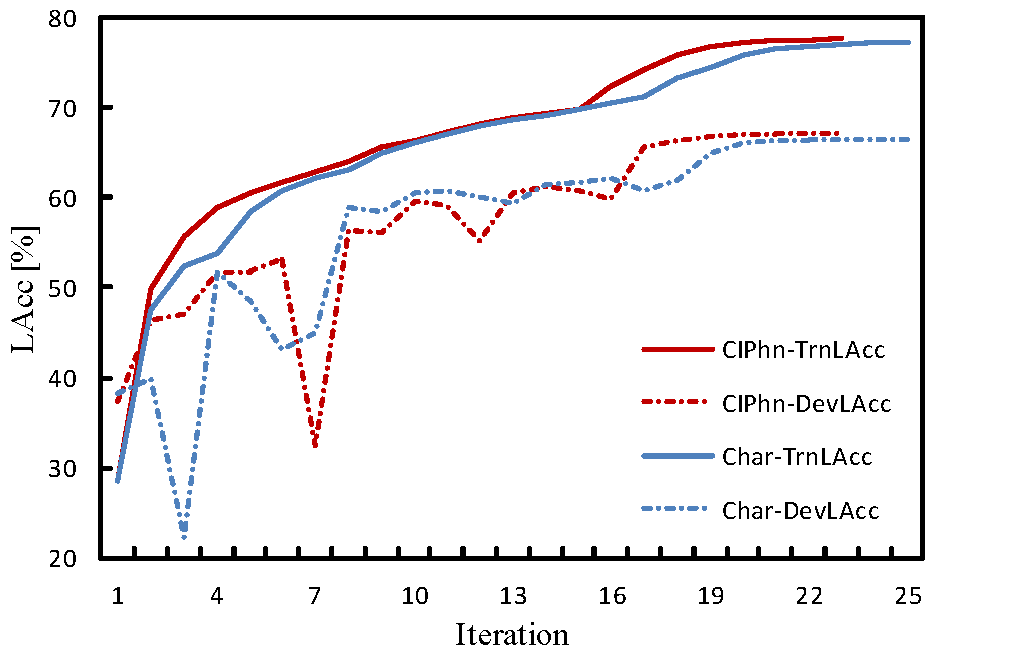 80
70
60
50
40
30
20
LAcc [%]
CIPhn-TrnLAcc
CIPhn-DevLAcc
Char-TrnLAcc
Char-DevLAcc
1 4 7 10 13 16 19 22 25
Iteration